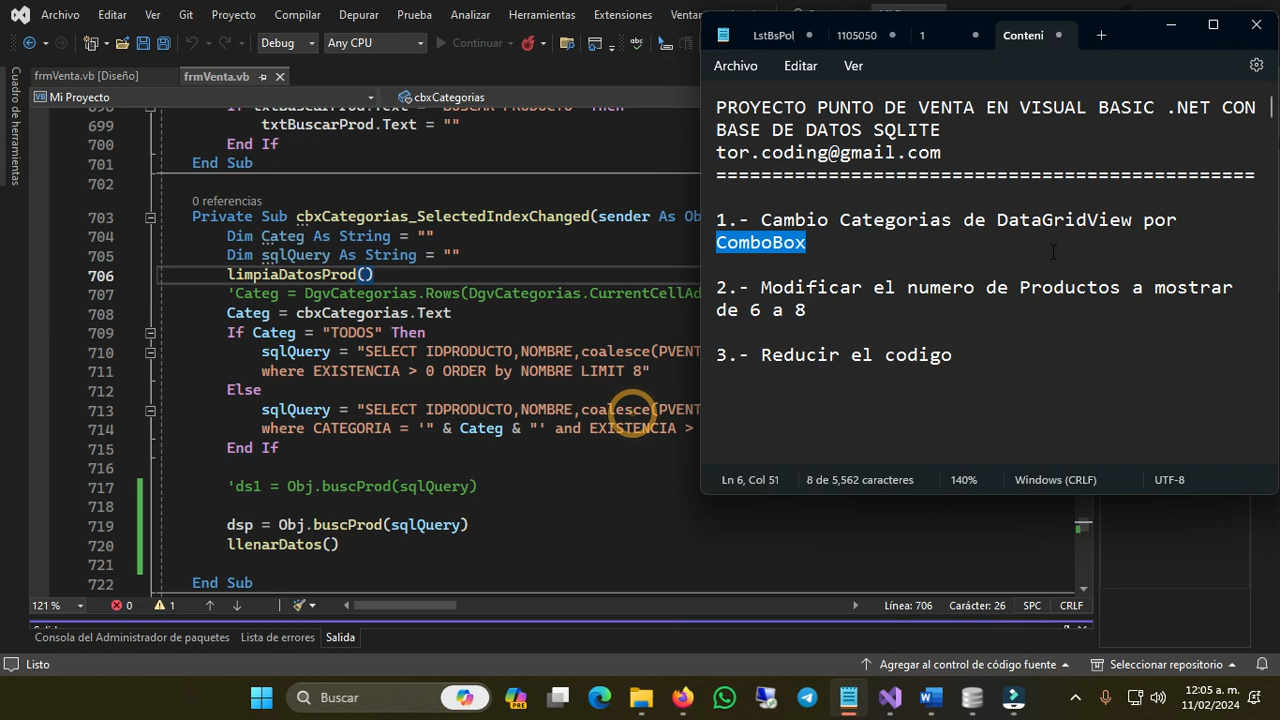 Archivo Editar Ver Git Proyecto Compilar Depurar Prueba Analizar Herramientas Extensiones
Debug Any CPU Continuar
Cuadro de herramientas
frmVenta.vb [Diseño] frmVenta.vb
Mi Proyecto cbxCategorias
699 txtBuscarProd.Text = ""
700 End If
701 End Sub
702
0 referencias
703 Private Sub cbxCategorias_SelectedIndexChanged(sender As Ob
704 Dim Categ As String = ""
705 Dim sqlQuery As String = ""
706 limpiaDatosProd()
707 'Categ = DgvCategorias.Rows(DgvCategorias.CurrentCellAd
708 Categ = cbxCategorias.Text
709 If Categ = "TODOS" Then
710 sqlQuery = "SELECT IDPRODUCTO,NOMBRE,coalesce(PVENT
711 where EXISTENCIA > 0 ORDER by NOMBRE LIMIT 8"
712 Else
713 sqlQuery = "SELECT IDPRODUCTO,NOMBRE,coalesce(PVENT
714 where CATEGORIA = '" & Categ & "' and EXISTENCIA >
715 End If
716
717 'ds1 = Obj.buscProd(sqlQuery)
718
719 dsp = Obj.buscProd(sqlQuery)
720 llenarDatos()
721
722 End Sub
121 % 0 1 Línea: 706 Carácter: 26 SPC CRLF
Consola del Administrador de paquetes Lista de errores Salida
Listo Agregar al control de código fuente Seleccionar repositorio
LstBsPol 1105050 1 Conteni
Archivo Editar Ver
PROYECTO PUNTO DE VENTA EN VISUAL BASIC .NET CON
BASE DE DATOS SQLITE
tor.coding@gmail.com
================================================
1.- Cambio Categorias de DataGridView por
ComboBox
2.- Modificar el numero de Productos a mostrar
de 6 a 8
3.- Reducir el codigo
Ln 6, Col 51 8 de 5,562 caracteres 140% Windows (CRLF) UTF-8
Buscar
PRE
12:05 a. m.
11/02/2024